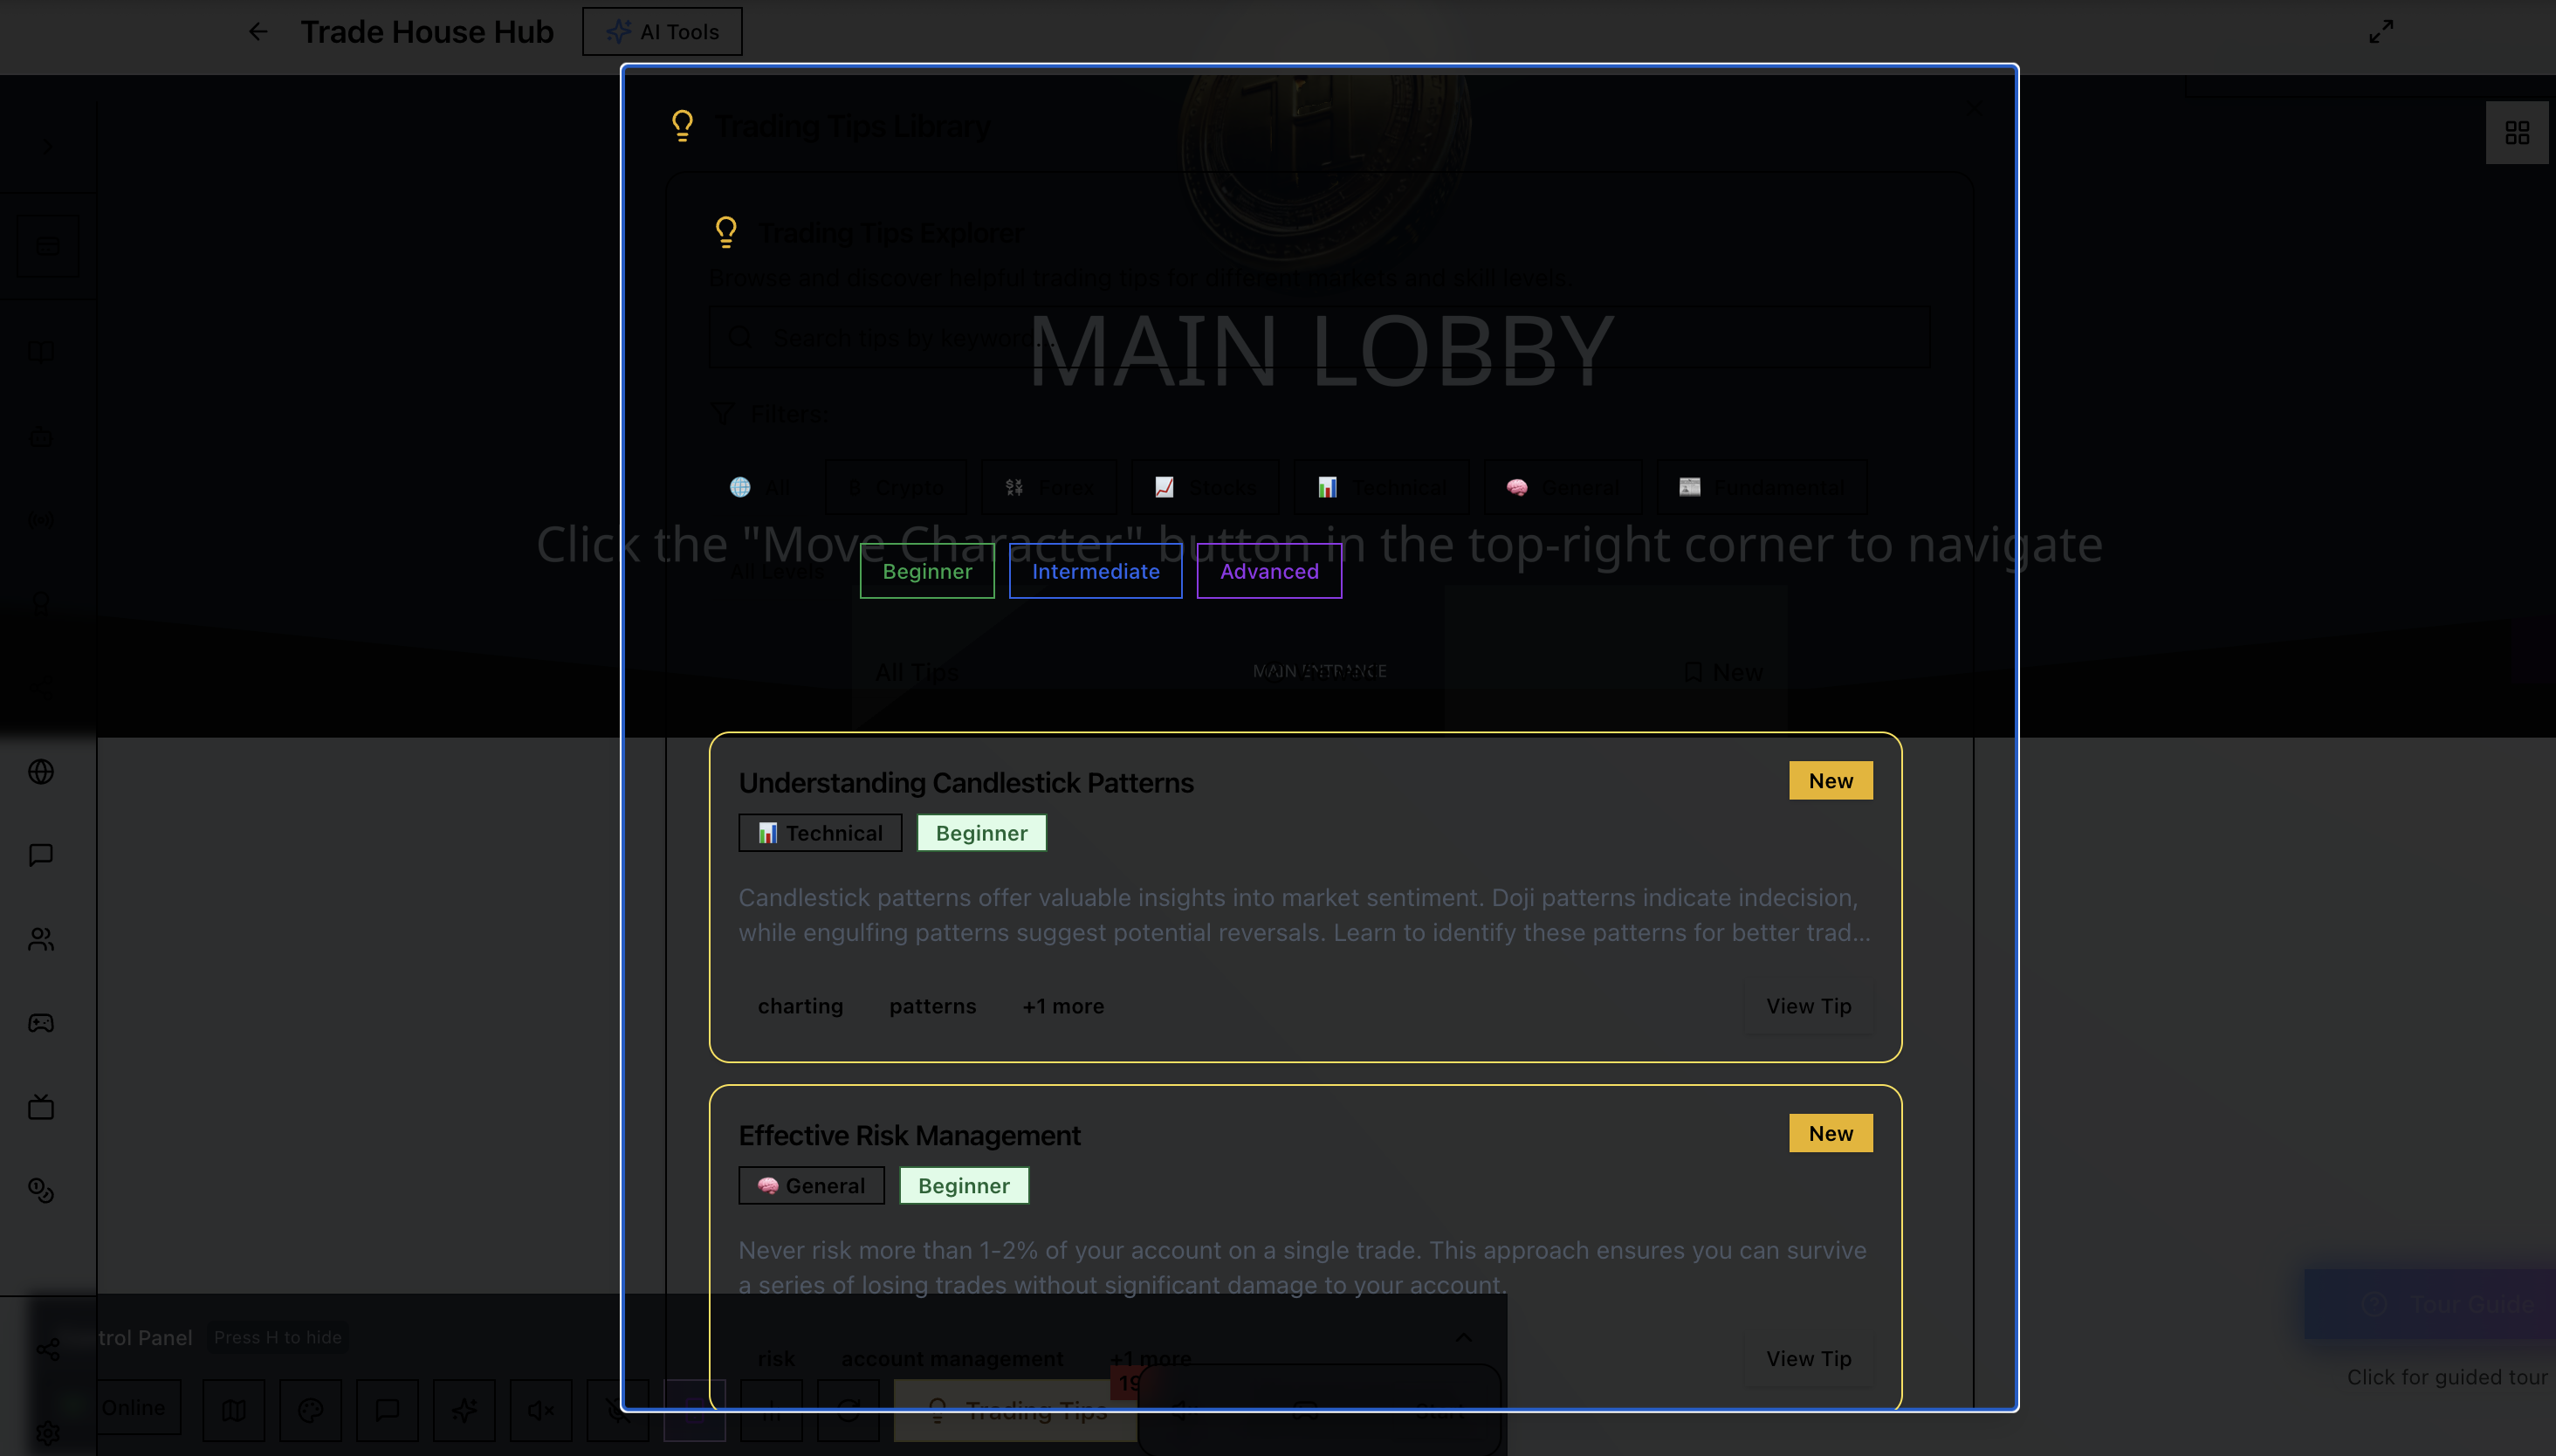 Trade House Hub
AI Tools
Trading Tips Library
Trading Tips Explorer
Browse and discover helpful trading tips for different markets and skill levels.
Search tips by keyword...
MAIN LOBBY
Filters:
🌐 All
Crypto
Forex
📈 Stocks
📊 Technical
🧠 General
📰 Fundamental
Click the "Move Character" button in the top-right corner to navigate
All Levels
Beginner
Intermediate
Advanced
All Tips
MAIN ENTRANCE
New
Understanding Candlestick Patterns
New
📊 Technical
Beginner
Candlestick patterns offer valuable insights into market sentiment. Doji patterns indicate indecision,
while engulfing patterns suggest potential reversals. Learn to identify these patterns for better trad...
charting
patterns
+1 more
View Tip
Effective Risk Management
New
🧠 General
Beginner
Never risk more than 1-2% of your account on a single trade. This approach ensures you can survive
a series of losing trades without significant damage to your account.
risk
account management
+1 more
View Tip
Tour Guide
Click for guided tour
trol Panel
Press H to hide
Online
Trading Tips
19
Start